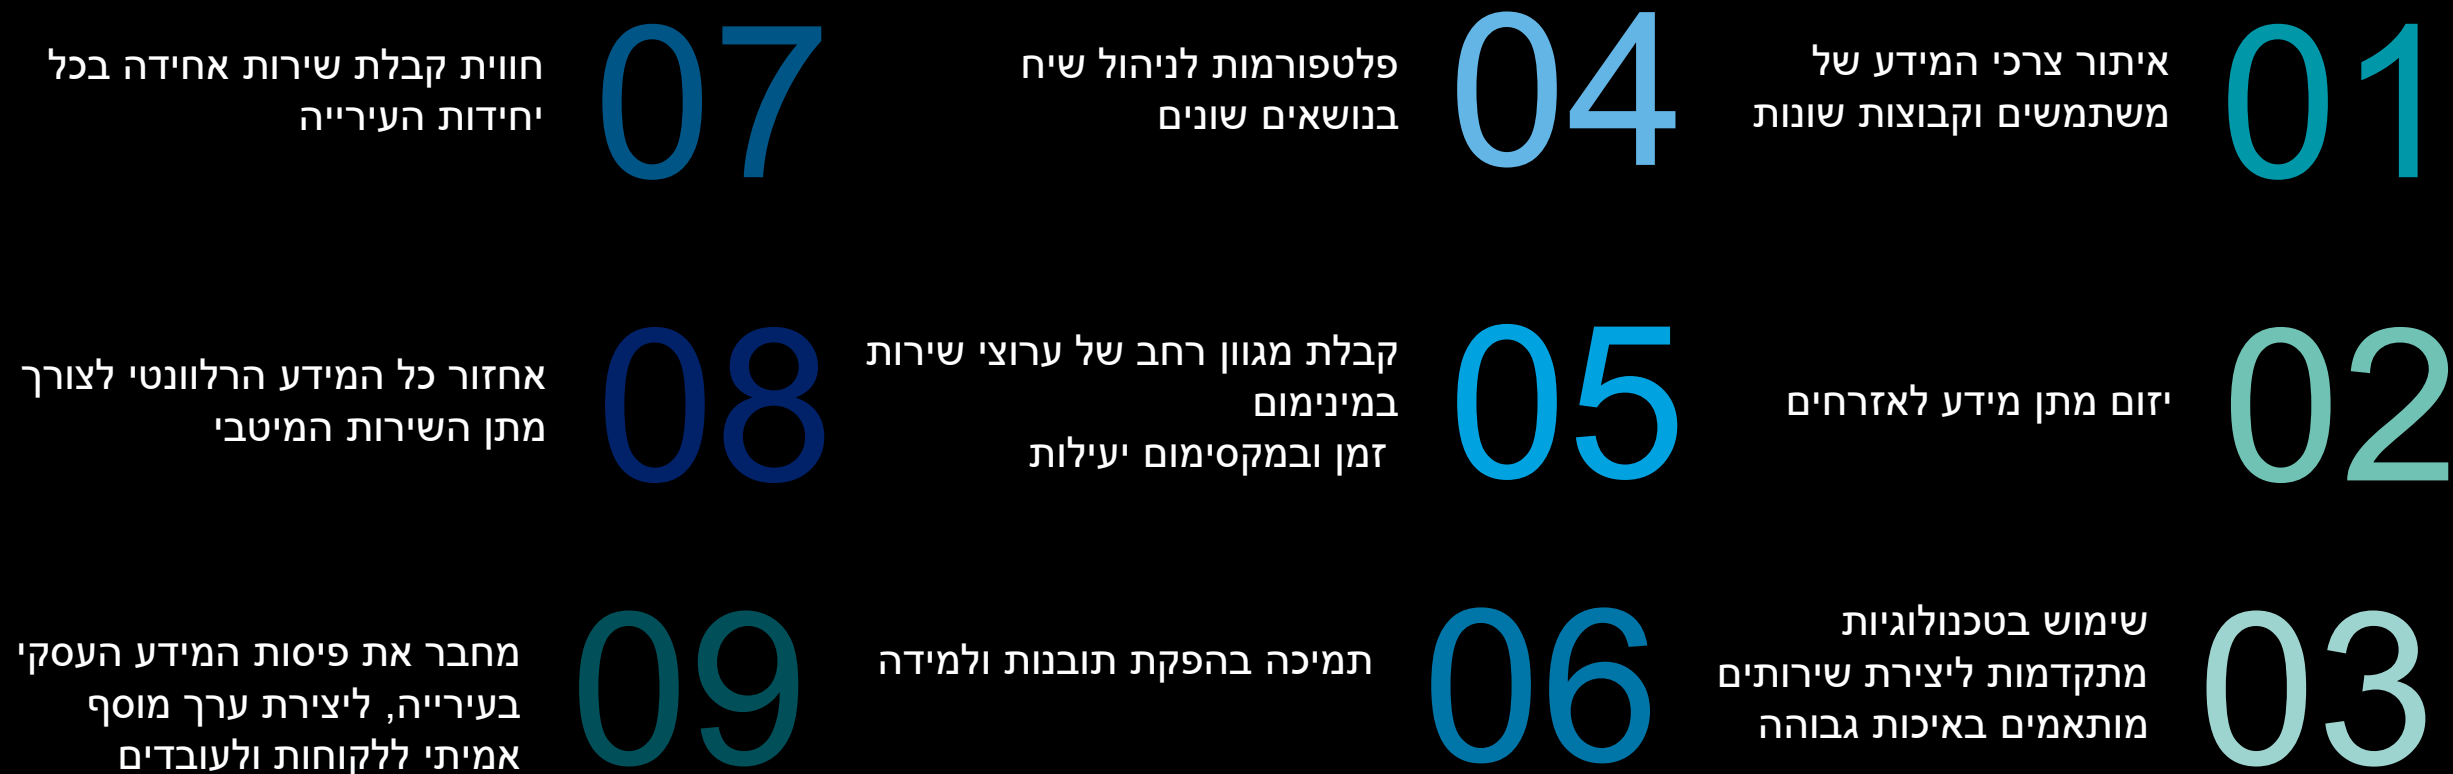 01
איתור צרכי המידע של
משתמשים וקבוצות שונות
02
יזום מתן מידע לאזרחים
03
שימוש בטכנולוגיות
מתקדמות ליצירת שירותים
מותאמים באיכות גבוהה
04
פלטפורמות לניהול שיח
בנושאים שונים
05
קבלת מגוון רחב של ערוצי שירות
במינימום
זמן ובמקסימום יעילות
06
תמיכה בהפקת תובנות ולמידה
07
חווית קבלת שירות אחידה בכל
יחידות העירייה
08
אחזור כל המידע הרלוונטי לצורך
מתן השירות המיטבי
09
מחבר את פיסות המידע העסקי
בעירייה, ליצירת ערך מוסף
אמיתי ללקוחות ולעובדים